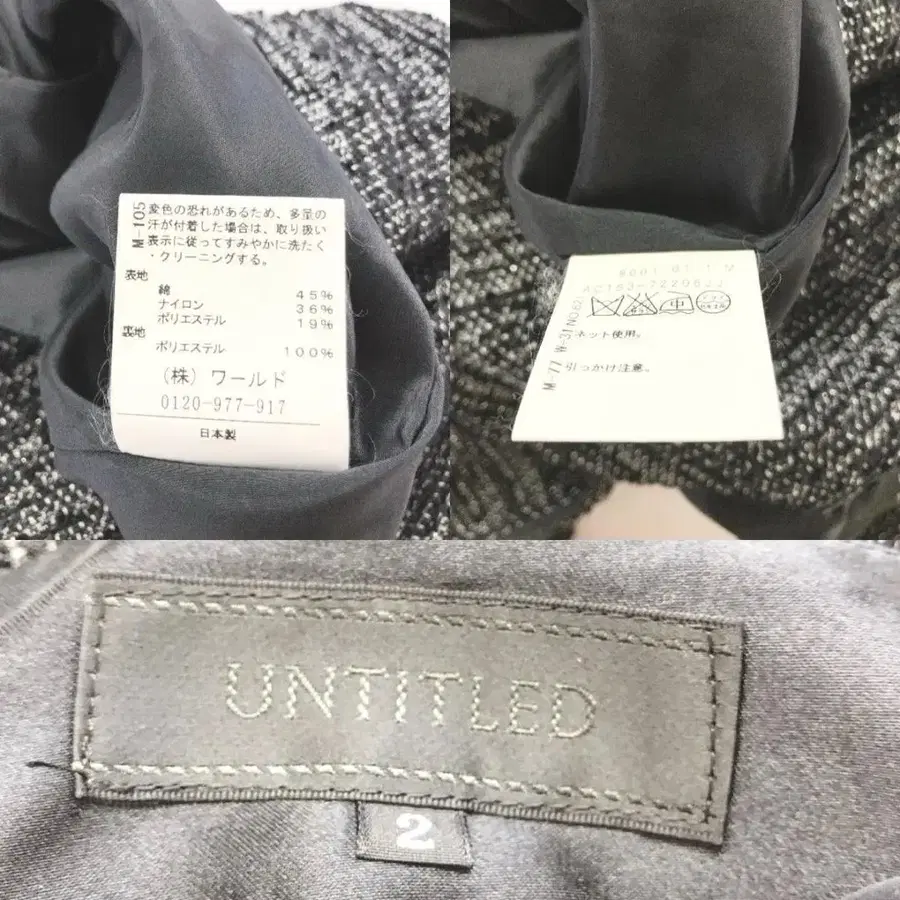 M-105
変色の恐れがあるため、多量の
汗が付着した場合は、取り扱い
表示に従ってすみやかに洗たく
・クリーニングする。
表地
綿 45%
ナイロン 36%
ポリエステル 19%
裏地
ポリエステル 100%
(株) ワールド
0120-977-917
日本製
ネット使用。
引っかけ注意。
UNTITLED
2